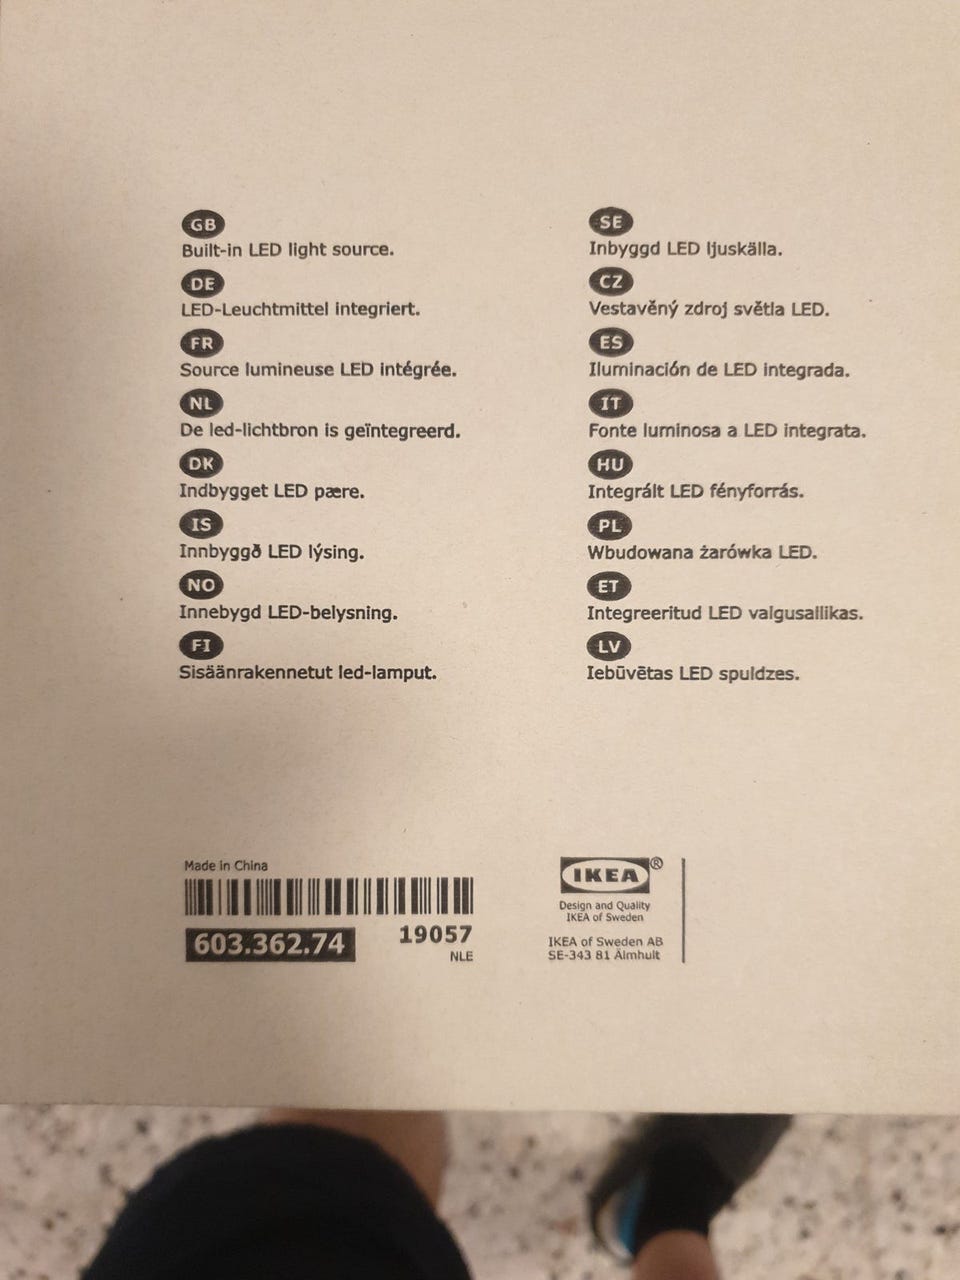 GB
Built-in LED light source.
DE
LED-Leuchtmittel integriert.
FR
Source lumineuse LED intégrée.
NL
De led-lichtbron is geïntegreerd.
DK
Indbygget LED pære.
IS
Innbyggð LED lýsing.
NO
Innebygd LED-belysning.
FI
Sisäänrakennetut led-lamput.
SE
Inbyggd LED ljuskälla.
CZ
Vestavěný zdroj světla LED.
ES
Iluminación de LED integrada.
IT
Fonte luminosa a LED integrata.
HU
Integrált LED fényforrás.
PL
Wbudowana żarówka LED.
ET
Integreeritud LED valgusallikas.
LV
Iebūvētas LED spuldzes.
Made in China
603.362.74
19057
NLE
IKEA®
Design and Quality
IKEA of Sweden
IKEA of Sweden AB
SE-343 81 Älmhult